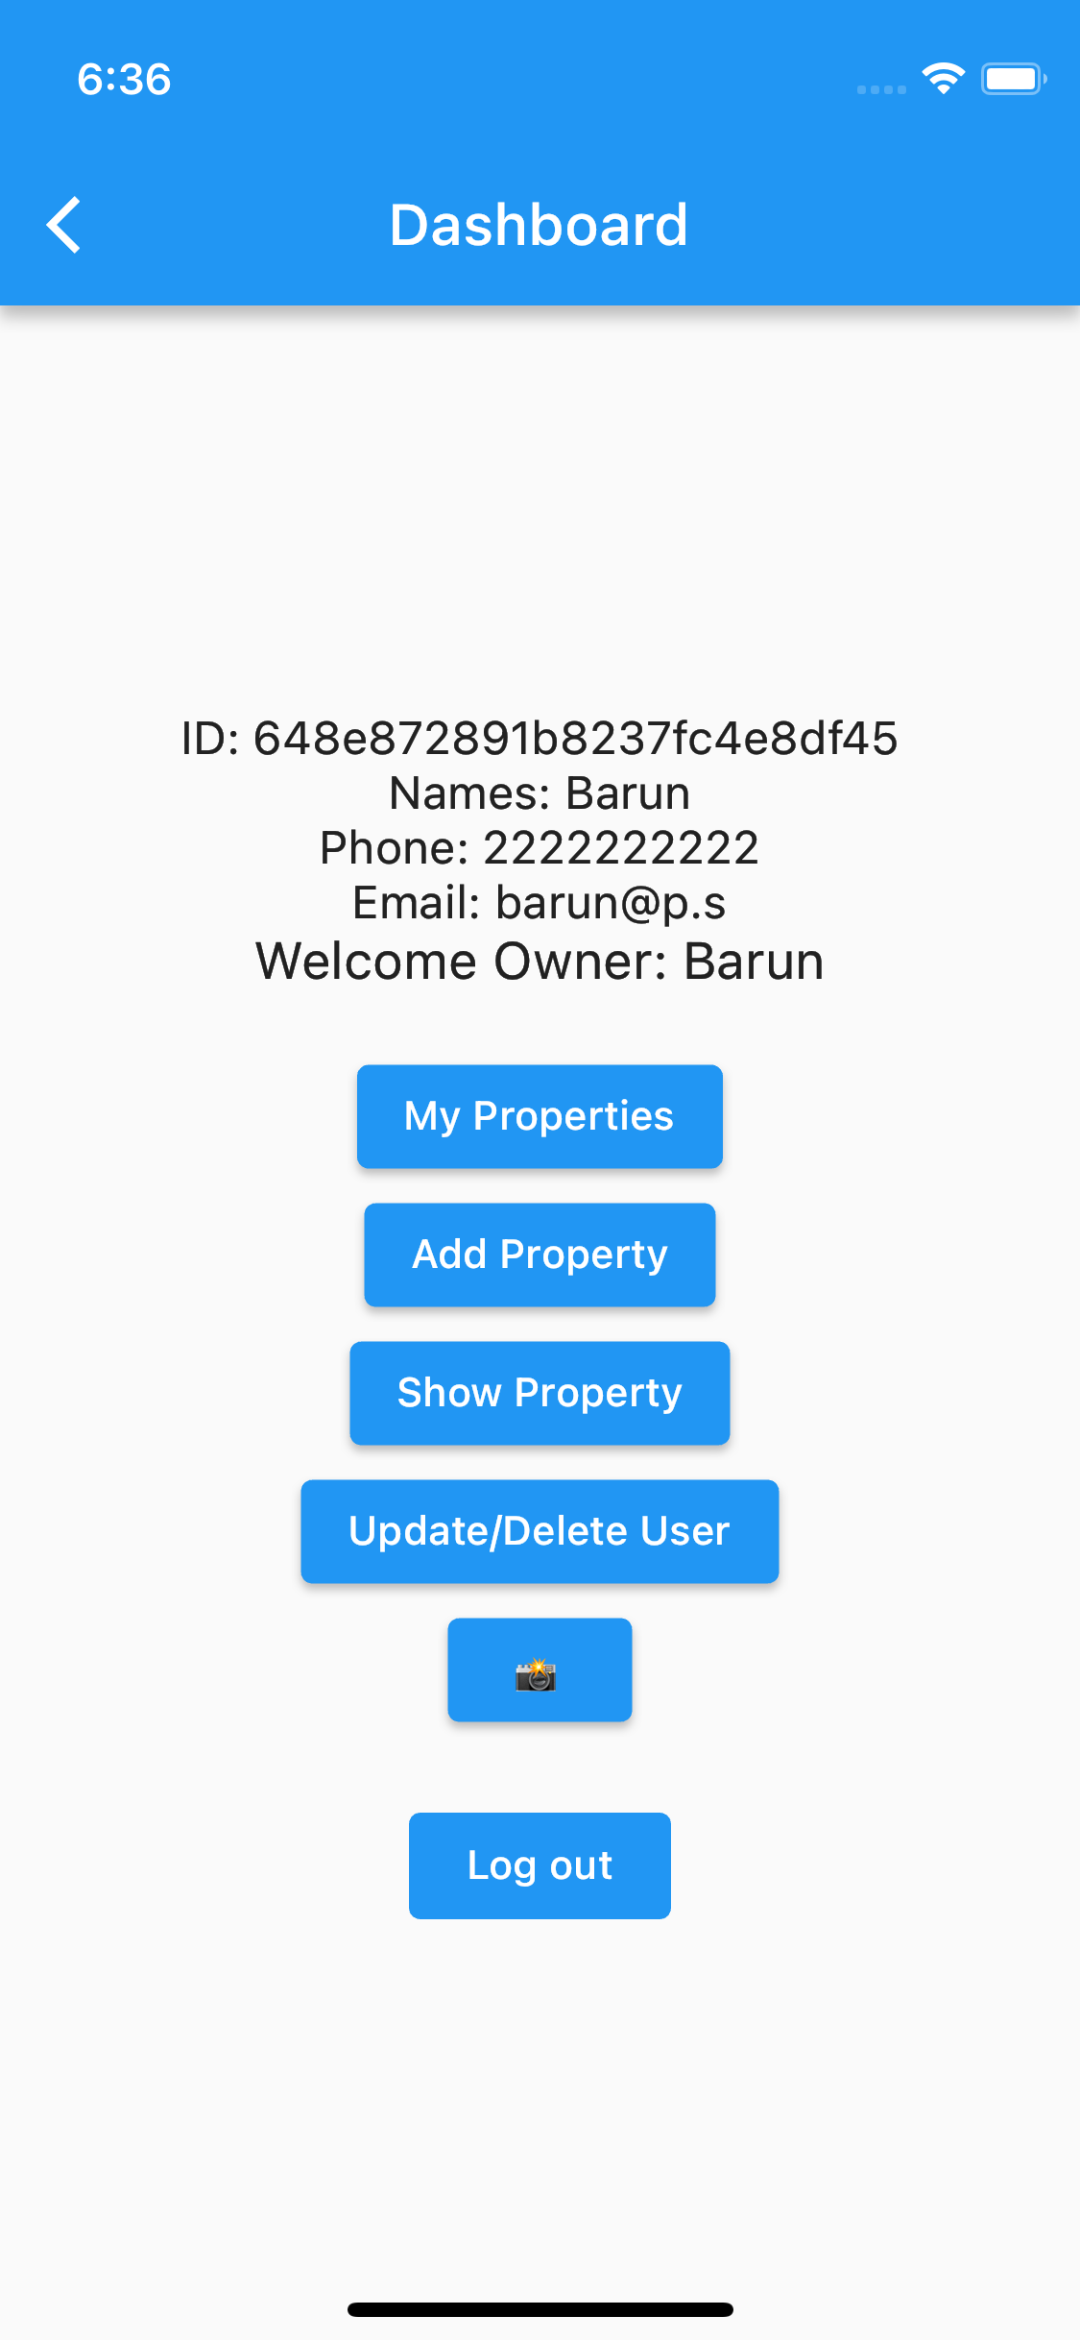 6:36
Dashboard
ID: 648e872891b8237fc4e8df45
Names: Barun
Phone: 2222222222
Email: barun@p.s
Welcome Owner: Barun
My Properties
Add Property
Show Property
Update/Delete User
📸
Log out